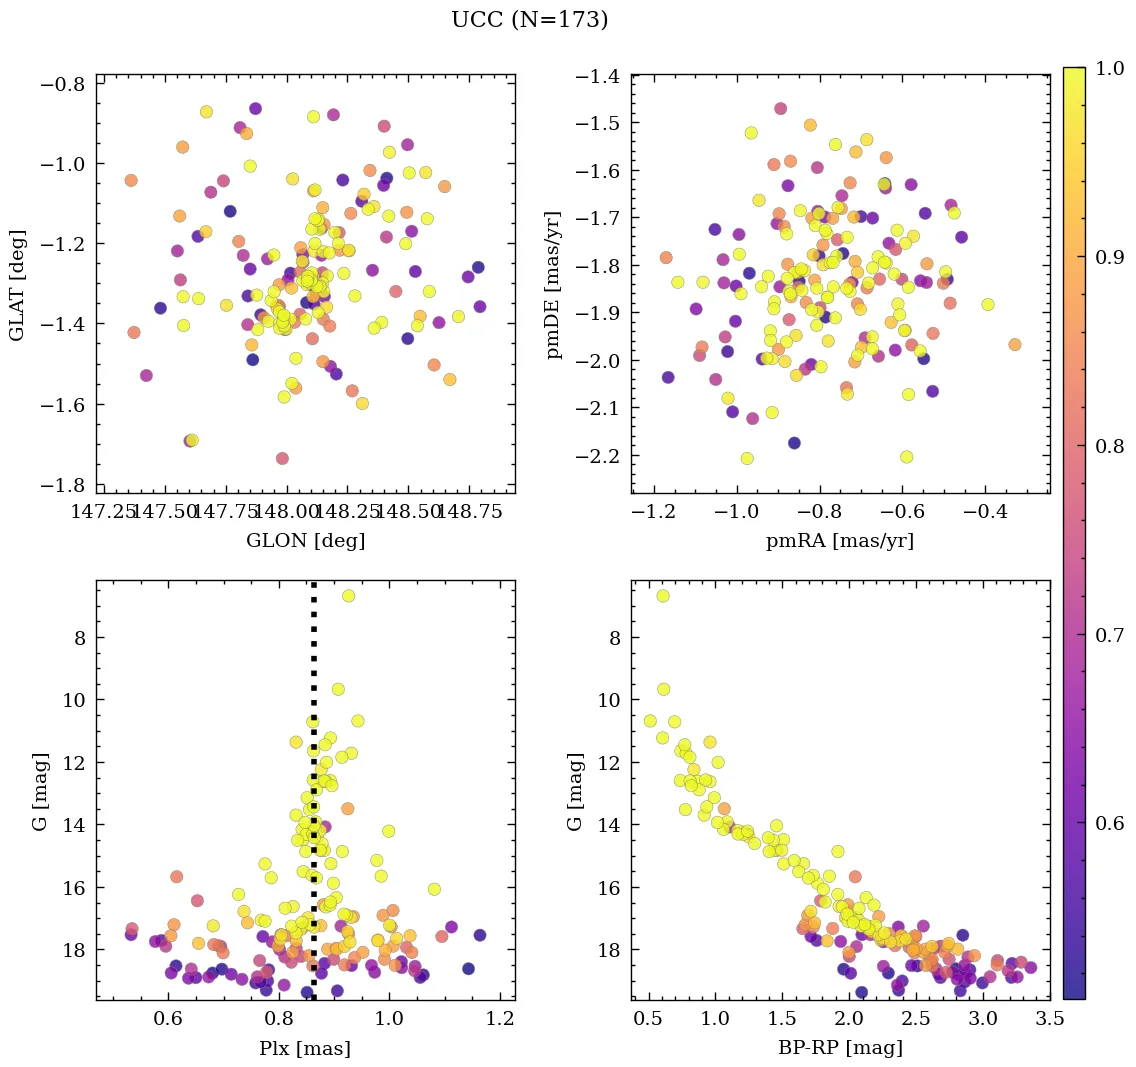 UCC (N=173)
−0.8
−1.0
−1.2
−1.4
−1.6
−1.8
GLAT [deg]
147.25 147.50 147.75 148.00 148.25 148.50 148.75
GLON [deg]
−1.4
−1.5
−1.6
−1.7
−1.8
−1.9
−2.0
−2.1
−2.2
pmDE [mas/yr]
−1.2 −1.0 −0.8 −0.6 −0.4
pmRA [mas/yr]
8
10
12
14
16
18
G [mag]
0.6 0.8 1.0 1.2
Plx [mas]
8
10
12
14
16
18
G [mag]
0.5 1.0 1.5 2.0 2.5 3.0 3.5
BP-RP [mag]
1.0
0.9
0.8
0.7
0.6